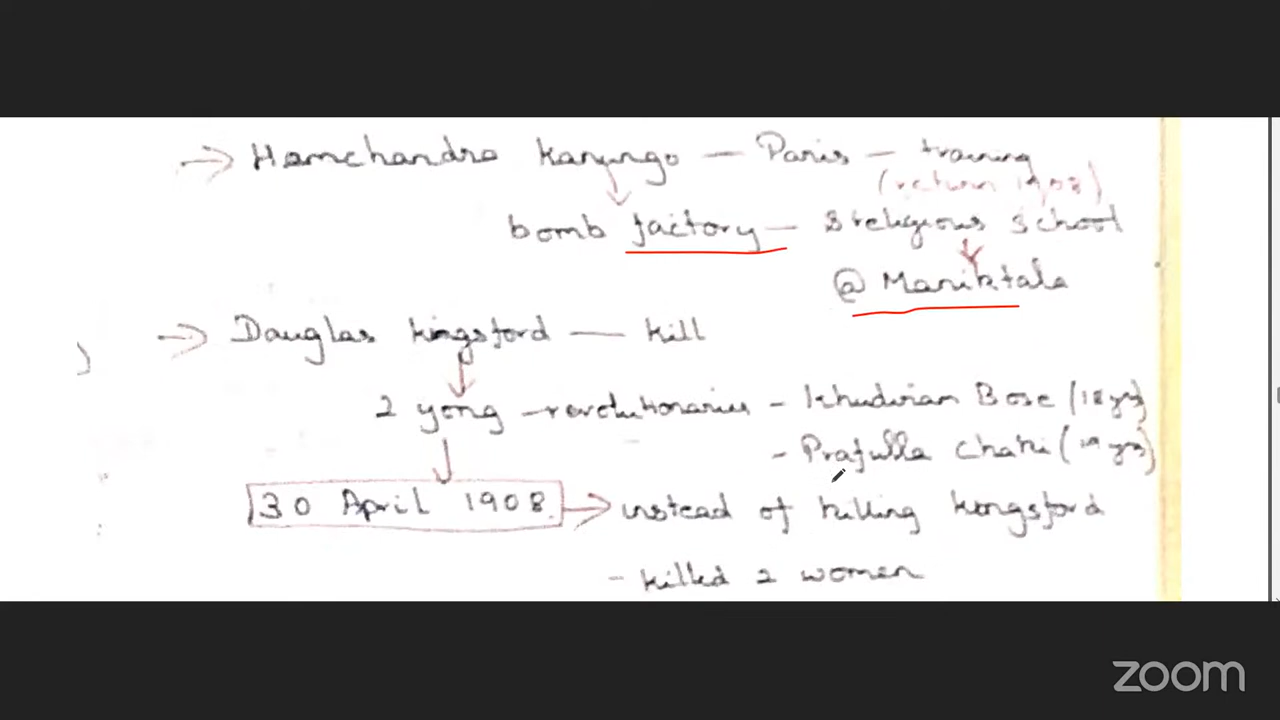 → Hemchandra Kanungo — Paris — training
(return 1908)
bomb factory — & religious school
@ Maniktala
→ Douglas kingsford — kill
2 yong — revolutionaries - Khudiram Bose (18 yrs)
- Prafulla Chaki (19 yrs)
30 April 1908. → instead of killing kingsford
- killed 2 women
zoom